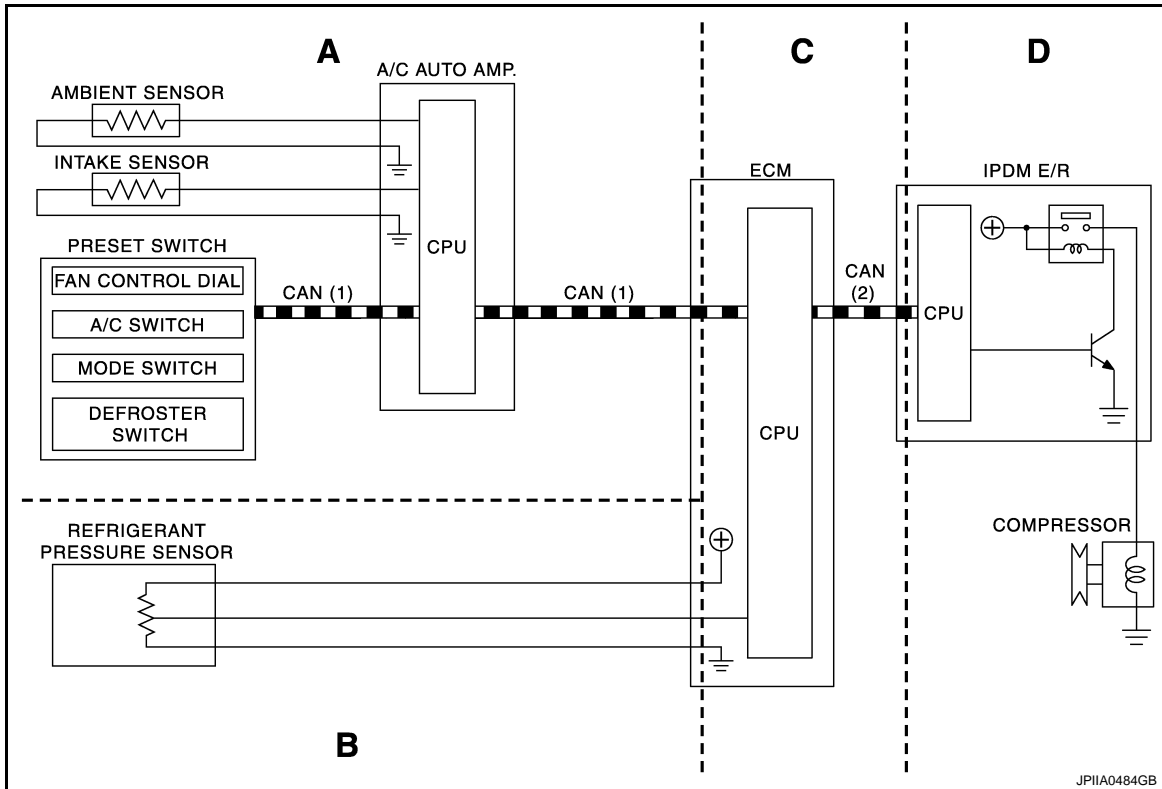 A
C
D
A/C AUTO AMP.
AMBIENT SENSOR
INTAKE SENSOR
ECM
IPDM E/R
PRESET SWITCH
CPU
FAN CONTROL DIAL
CAN (1)
CAN (1)
CAN
(2)
A/C SWITCH
CPU
MODE SWITCH
DEFROSTER
SWITCH
CPU
REFRIGERANT
PRESSURE SENSOR
COMPRESSOR
B
JPIIA0484GB